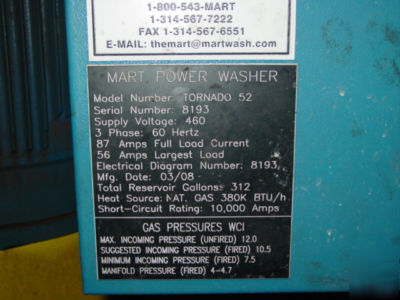 1-800-543-MART
1-314-567-7222
FAX 1-314-567-6551
E-MAIL: themart@martwash.com
MART POWER WASHER
Model Number: TORNADO 52
Serial Number: 8193
Supply Voltage: 460
3 Phase: 60 Hertz
87 Amps Full Load Current
56 Amps Largest Load
Electrical Diagram Number: 8193
Mfg. Date: 03/08
Total Reservoir Gallons: 312
Heat Source: NAT. GAS 380K BTU/h
Short-Circuit Rating: 10,000 Amps
GAS PRESSURES WCI
MAX. INCOMING PRESSURE (UNFIRED) 12.0
SUGGESTED INCOMING PRESSURE (FIRED) 10.5
MINIMUM INCOMING PRESSURE (FIRED) 7.5
MANIFOLD PRESSURE (FIRED) 4-4.7